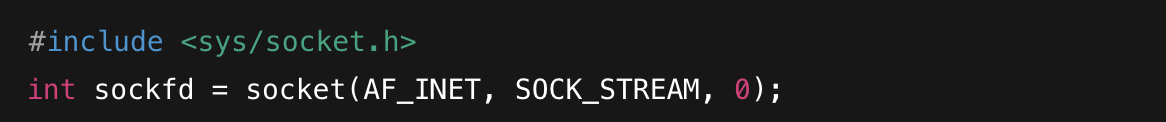 #include <sys/socket.h>
int sockfd = socket(AF_INET, SOCK_STREAM, 0);